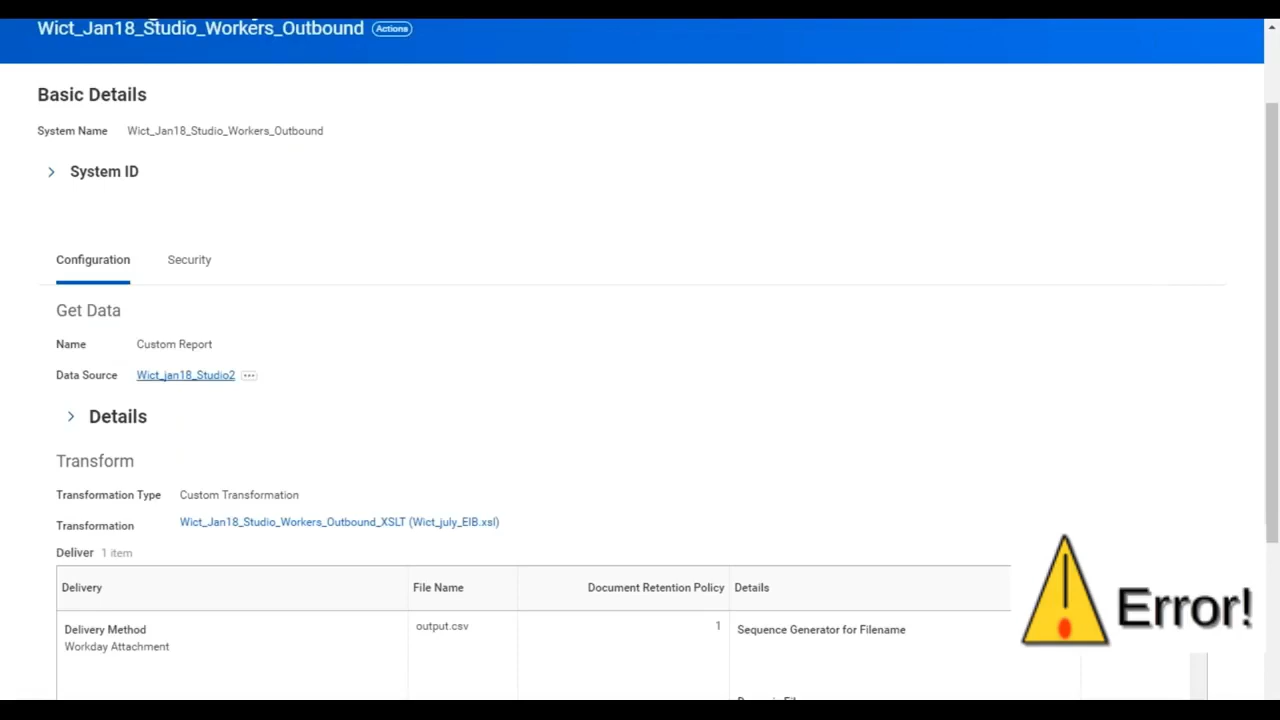 Wict_Jan18_Studio_Workers_Outbound Actions
Basic Details
System Name Wict_Jan18_Studio_Workers_Outbound
System ID
Configuration Security
Get Data
Name Custom Report
Data Source Wict_jan18_Studio2
Details
Transform
Transformation Type Custom Transformation
Transformation Wict_Jan18_Studio_Workers_Outbound_XSLT (Wict_july_EIB.xsl)
Deliver 1 item
Delivery File Name Document Retention Policy Details
Delivery Method output.csv 1 Sequence Generator for Filename
Workday Attachment
Error!